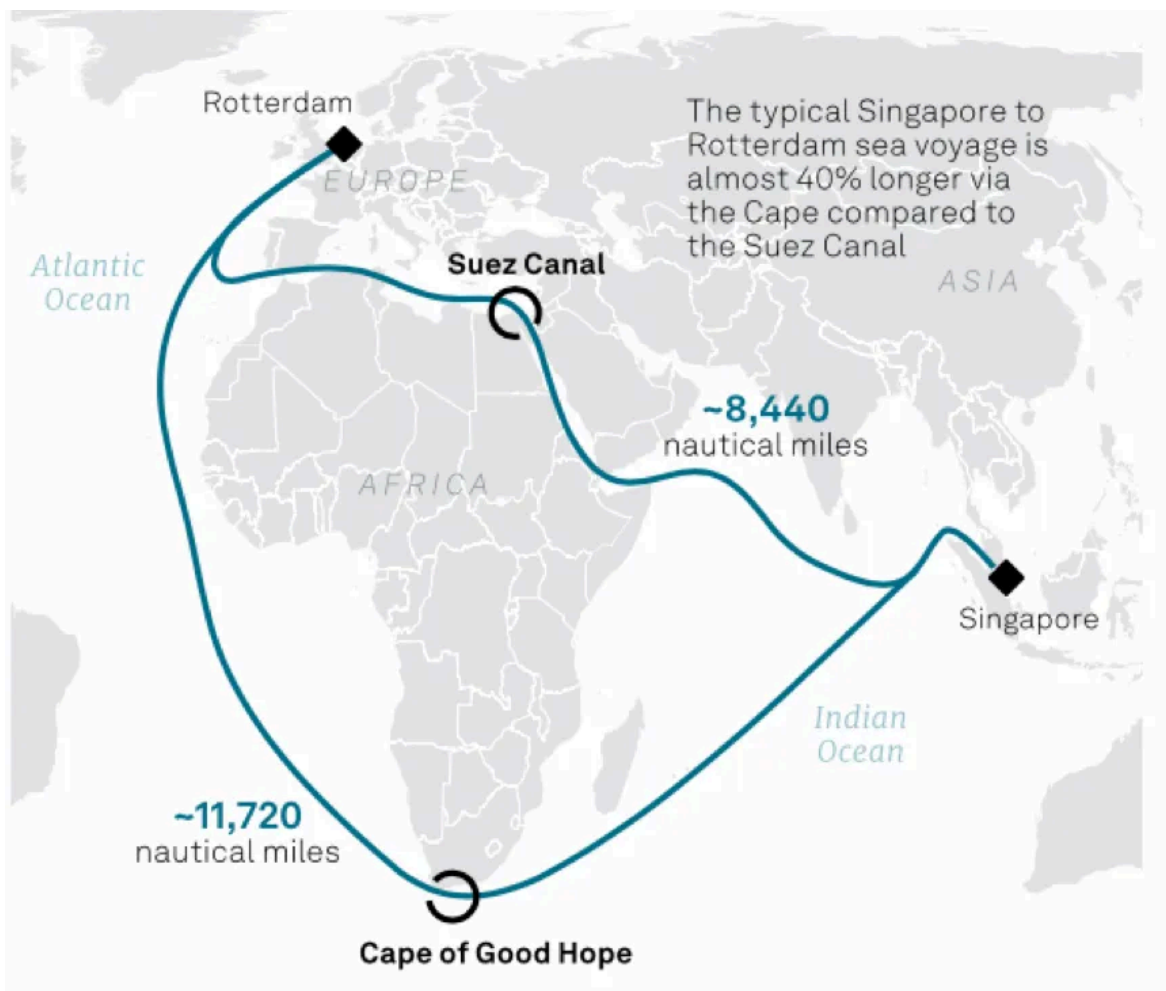 Rotterdam
The typical Singapore to
Rotterdam sea voyage is
almost 40% longer via
the Cape compared to
the Suez Canal
EUROPE
Atlantic
Ocean
Suez Canal
ASIA
~8,440
nautical miles
AFRICA
Singapore
Indian
Ocean
~11,720
nautical miles
Cape of Good Hope